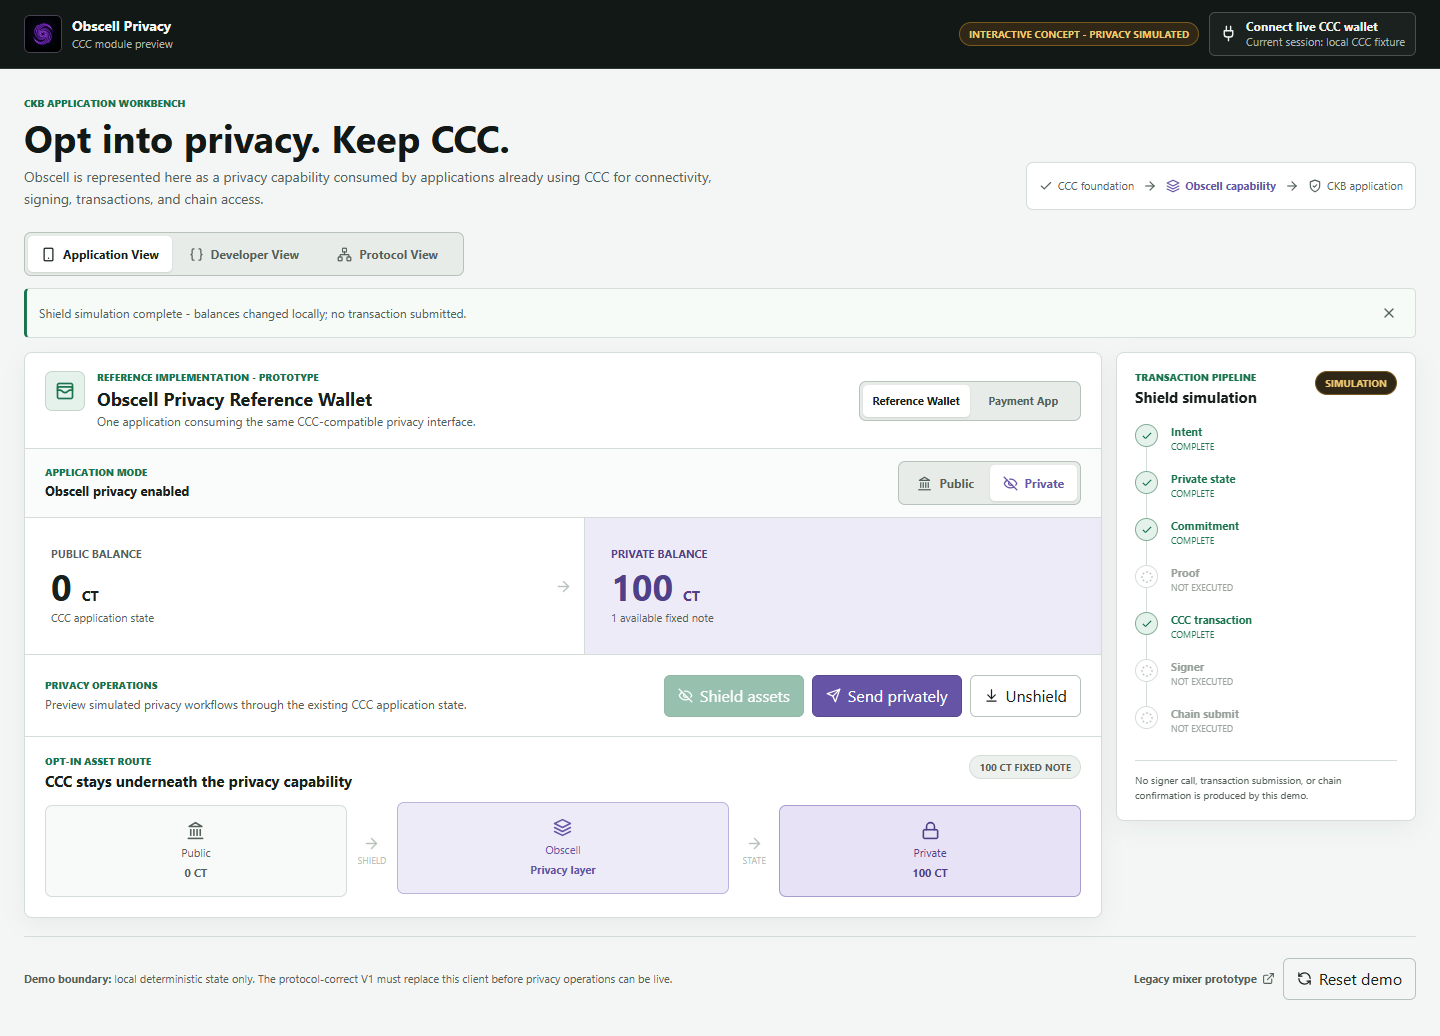 Obscell Privacy
CCC module preview
INTERACTIVE CONCEPT - PRIVACY SIMULATED
Connect live CCC wallet
Current session: local CCC fixture
CKB APPLICATION WORKBENCH
Opt into privacy. Keep CCC.
Obscell is represented here as a privacy capability consumed by applications already using CCC for connectivity,
signing, transactions, and chain access.
CCC foundation
Obscell capability
CKB application
Application View
Developer View
Protocol View
Shield simulation complete - balances changed locally; no transaction submitted.
REFERENCE IMPLEMENTATION - PROTOTYPE
Obscell Privacy Reference Wallet
One application consuming the same CCC-compatible privacy interface.
Reference Wallet
Payment App
APPLICATION MODE
Obscell privacy enabled
Public
Private
PUBLIC BALANCE
0 CT
CCC application state
PRIVATE BALANCE
100 CT
1 available fixed note
PRIVACY OPERATIONS
Preview simulated privacy workflows through the existing CCC application state.
Shield assets
Send privately
Unshield
OPT-IN ASSET ROUTE
CCC stays underneath the privacy capability
100 CT FIXED NOTE
Public
0 CT
SHIELD
Obscell
Privacy layer
STATE
Private
100 CT
TRANSACTION PIPELINE
Shield simulation
SIMULATION
Intent
COMPLETE
Private state
COMPLETE
Commitment
COMPLETE
Proof
NOT EXECUTED
CCC transaction
COMPLETE
Signer
NOT EXECUTED
Chain submit
NOT EXECUTED
No signer call, transaction submission, or chain
confirmation is produced by this demo.
Demo boundary: local deterministic state only. The protocol-correct V1 must replace this client before privacy operations can be live.
Legacy mixer prototype
Reset demo